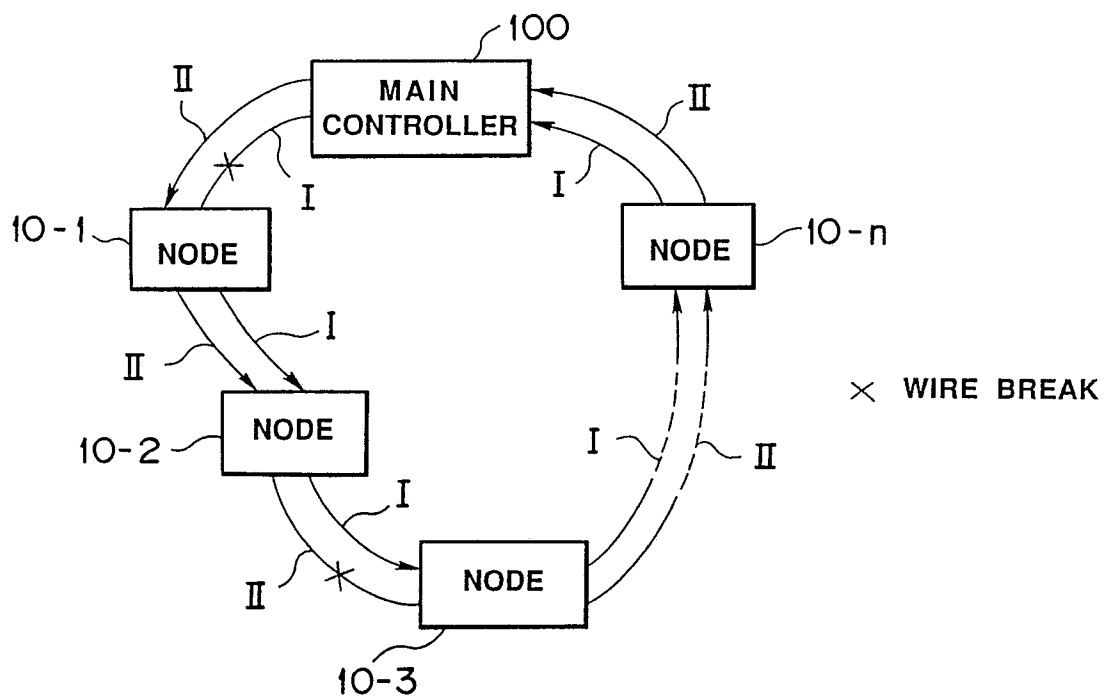 100
II
MAIN
CONTROLLER
II
I
I
10-1
NODE
NODE
10-n
I
II
× WIRE BREAK
NODE
10-2
I
II
I
II
NODE
10-3